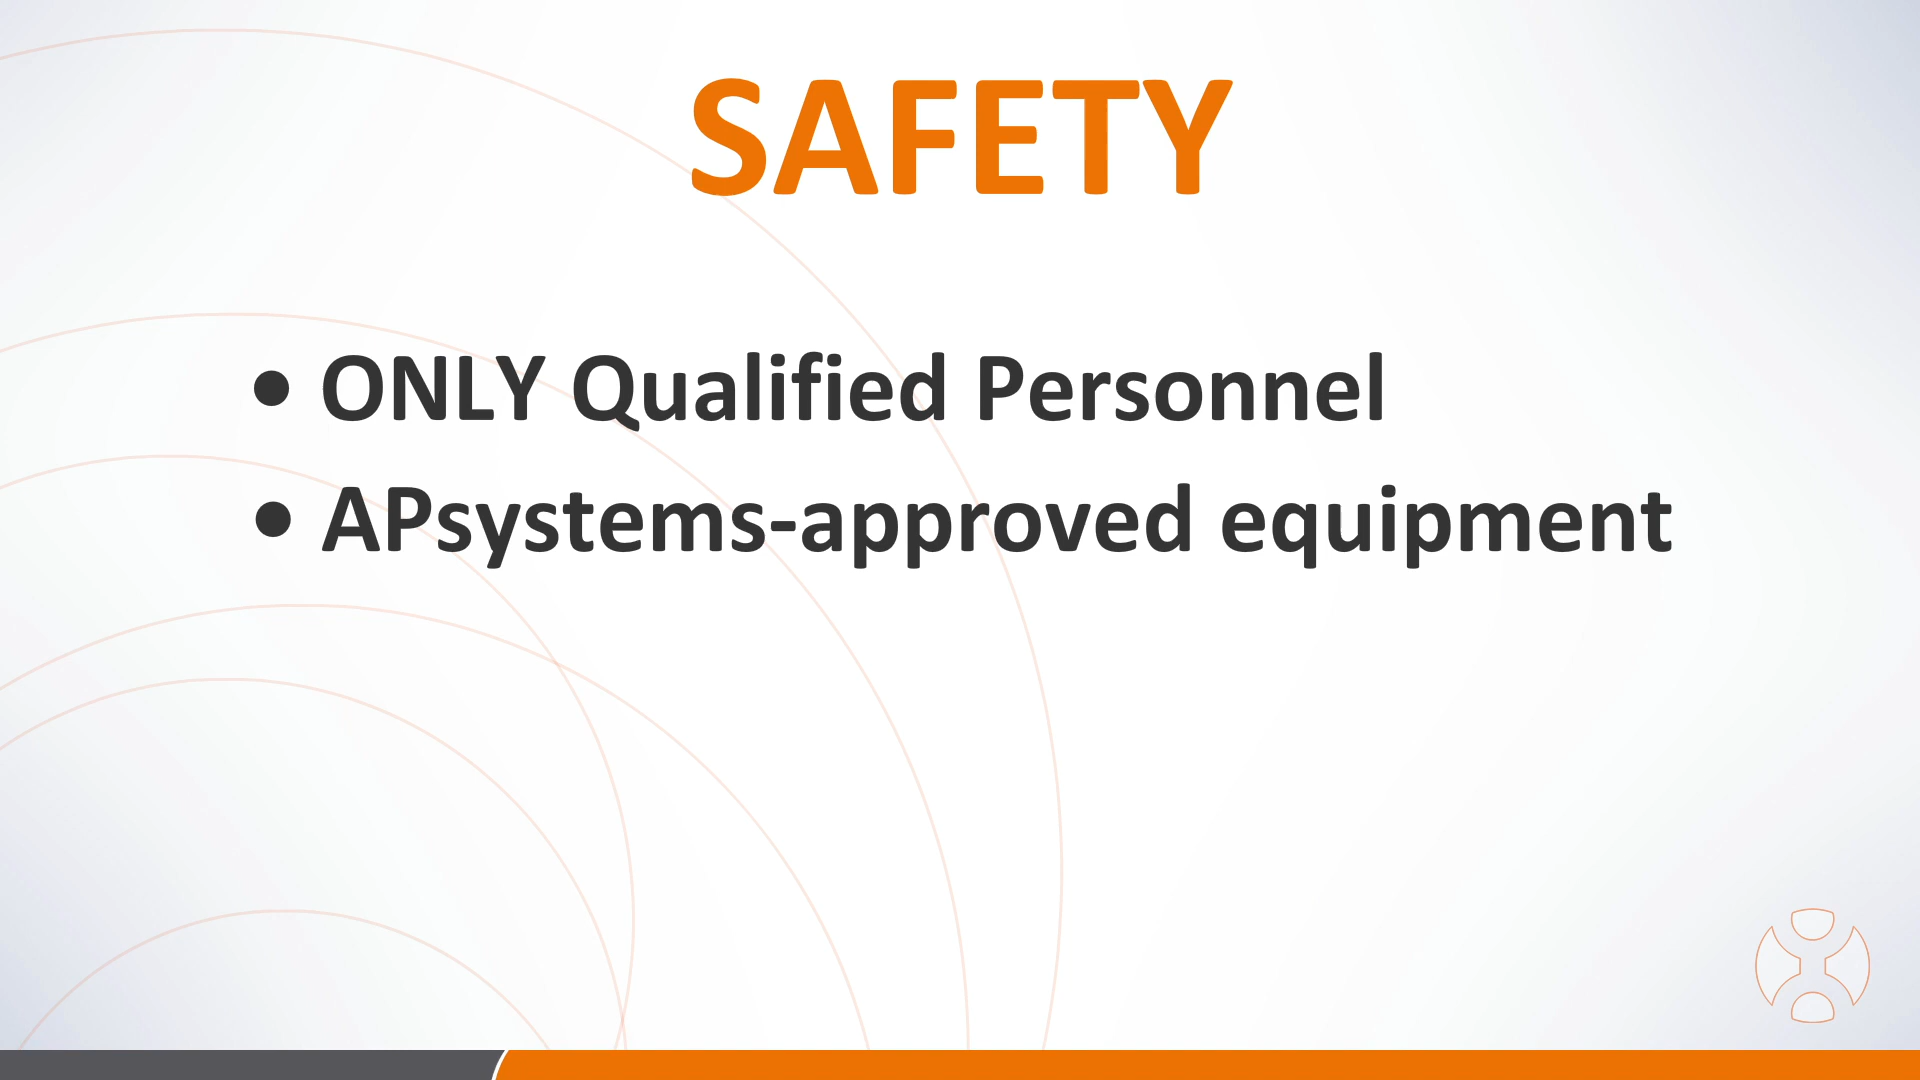 SAFETY
• ONLY Qualified Personnel
• APsystems-approved equipment